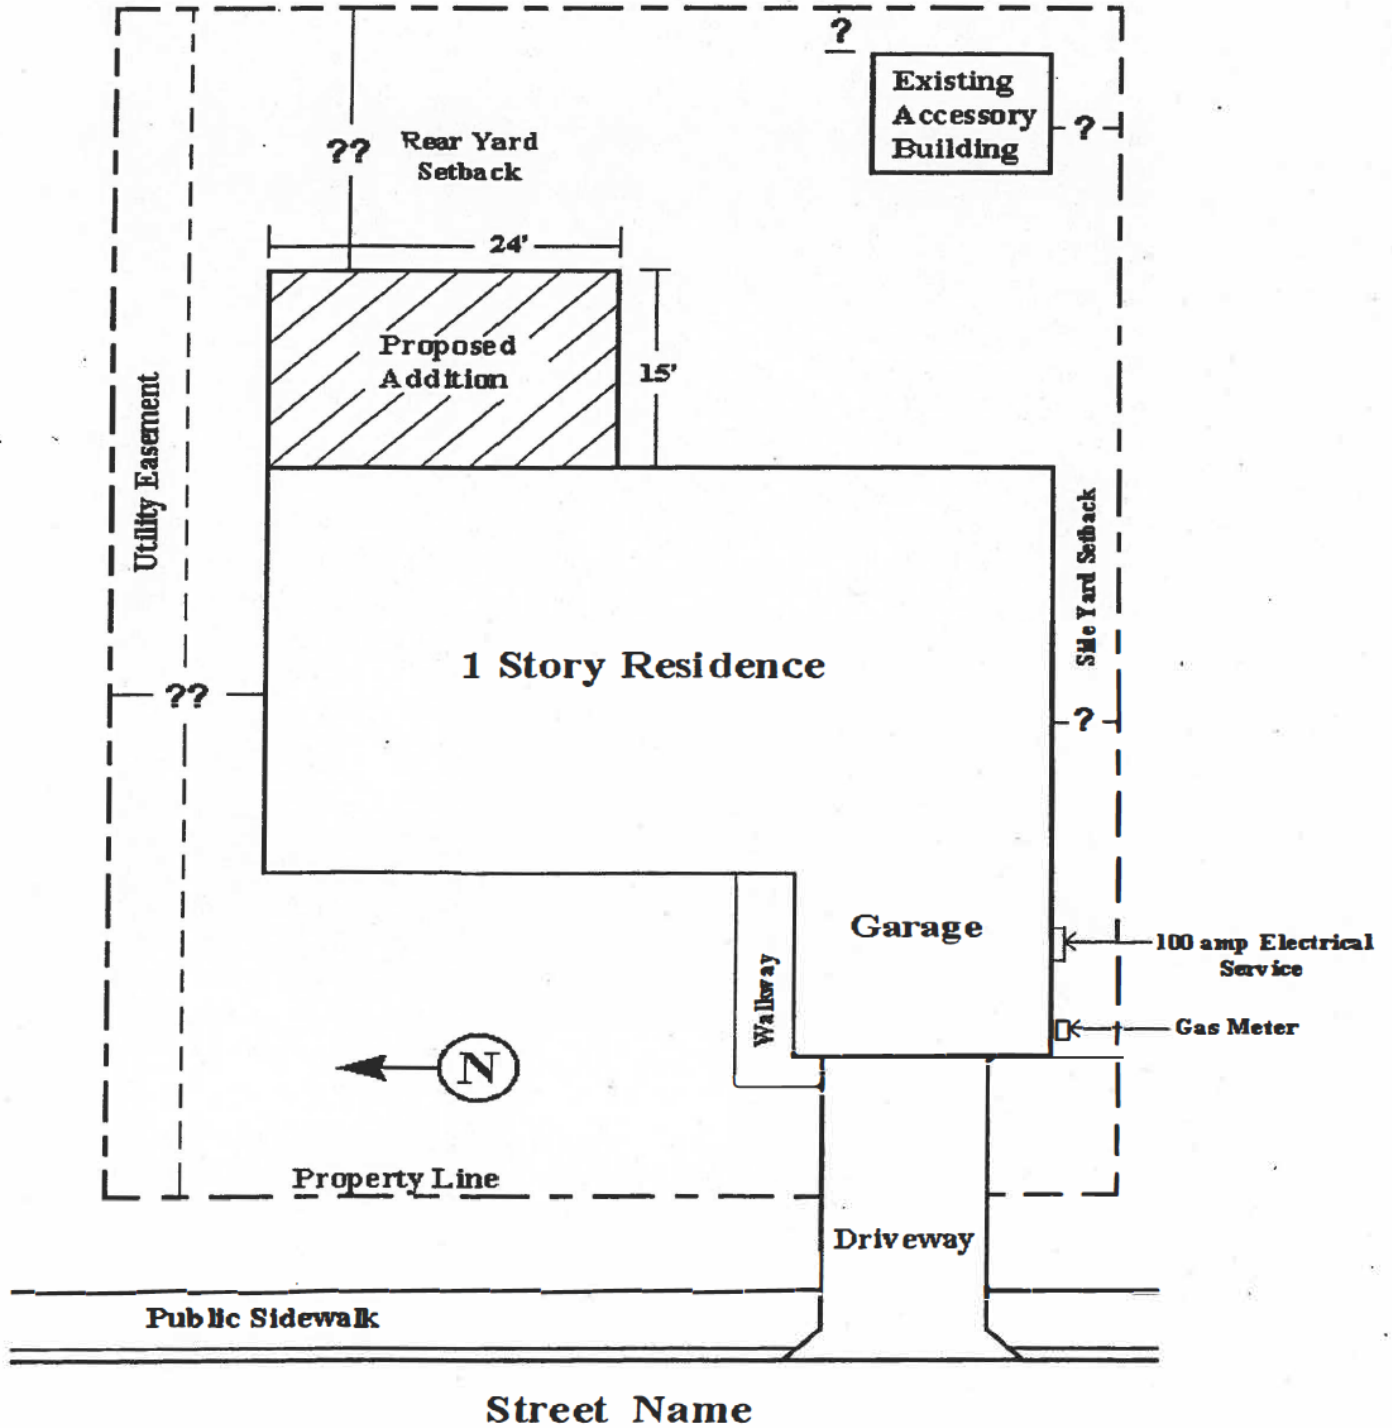 ?
Existing
Accessory
Building
?
??
Rear Yard
Setback
24'
Proposed
Addition
15'
Utility Easement
Side Yard Setback
1 Story Residence
??
?
Garage
100 amp Electrical
Service
Walkway
Gas Meter
N
Property Line
Driveway
Public Sidewalk
Street Name